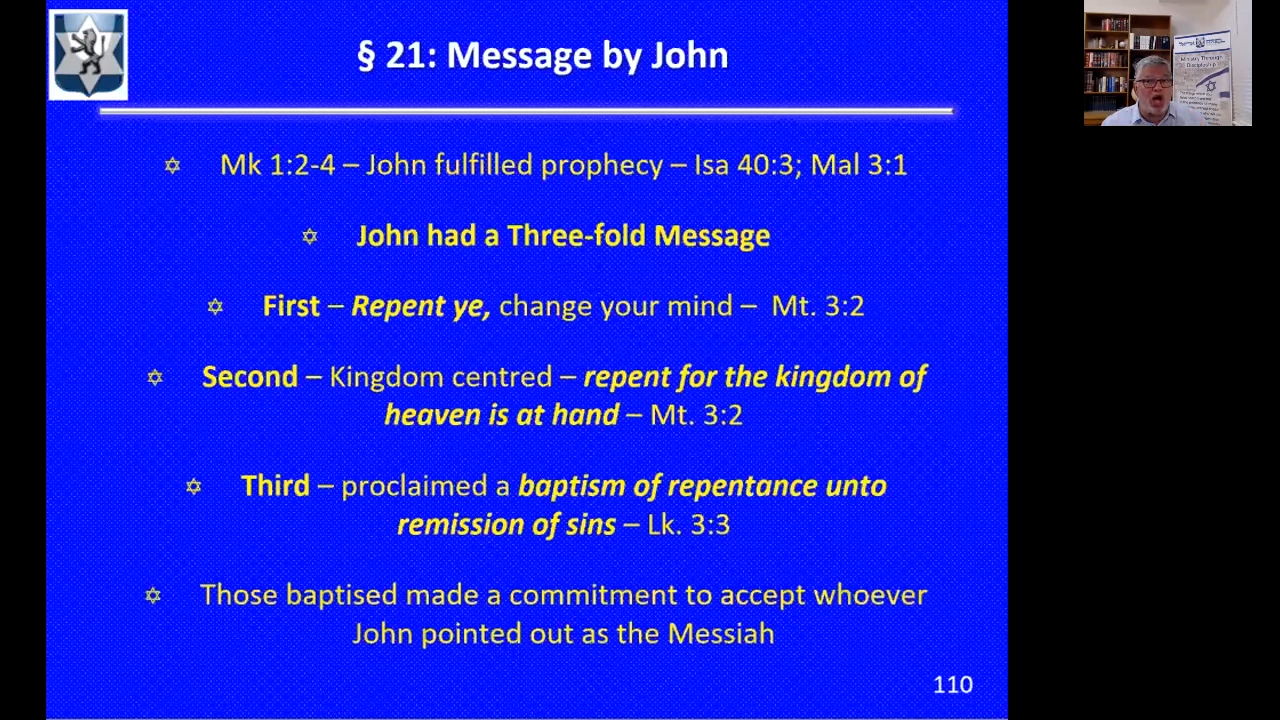 § 21: Message by John
Mk 1:2-4 – John fulfilled prophecy – Isa 40:3; Mal 3:1
John had a Three-fold Message
First – Repent ye, change your mind – Mt. 3:2
Second – Kingdom centred – repent for the kingdom of
heaven is at hand – Mt. 3:2
Third – proclaimed a baptism of repentance unto
remission of sins – Lk. 3:3
Those baptised made a commitment to accept whoever
John pointed out as the Messiah
110
Ministry Through
Discipleship